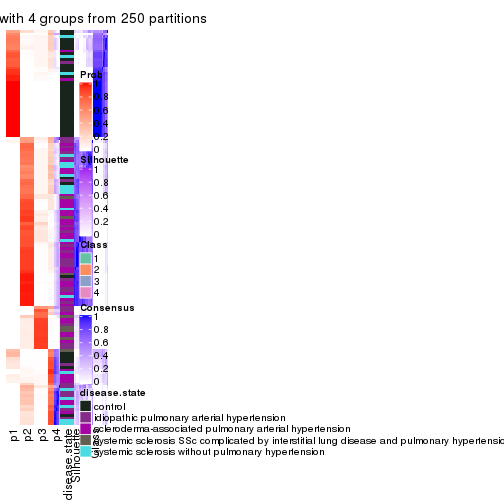 with 4 groups from 250 partitions
Prob
0.8
0.6
0.4
0.2
0
Silhouette
1
0.8
0.6
0.4
0.2
0
Class
1
2
3
4
Consensus
1
0.8
0.6
0.4
0.2
0
disease.state
control
idiopathic pulmonary arterial hypertension
scleroderma-associated pulmonary arterial hypertension
systemic sclerosis SSc complicated by interstitial lung disease and pulmonary hypertensio
systemic sclerosis without pulmonary hypertension
p1
p2
p3
p4
disease.state
Silhouette